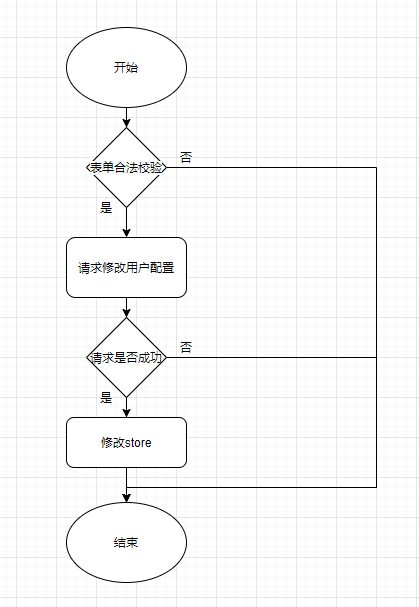 开始
表单合法校验
否
是
请求修改用户配置
请求是否成功
否
是
修改store
结束